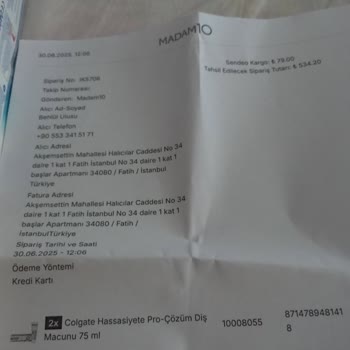 MADAM10
30.06.2025, 12:06
Sendeo Kargo: ₺ 75.00
Tahsil Edilecek Sipariş Tutarı: ₺ 534.20
Sipariş No:
Takip Numarası:
Gönderen: Madam10
Alıcı Ad-Soyad
Behlül Ulusu
Alıcı Telefon
+90 553 341 51 71
Alıcı Adresi
Akşemsettin Mahallesi Halıcılar Caddesi No 34
daire 1 kat 1 Fatih İstanbul No 34 daire 1 kat 1
başlar Apartmanı 34080 / Fatih / İstanbul
Türkiye
Fatura Adresi
Akşemsettin Mahallesi Halıcılar Caddesi No 34
daire 1 kat 1 Fatih İstanbul No 34 daire 1 kat 1
başlar Apartmanı 34080 / Fatih /
İstanbulTürkiye
Sipariş Tarihi ve Saati
30.06.2025 - 12:06
Ödeme Yöntemi
Kredi Kartı
2x Colgate Hassasiyete Pro-Çözüm Diş 10008055 871478948141
Macunu 75 ml 8